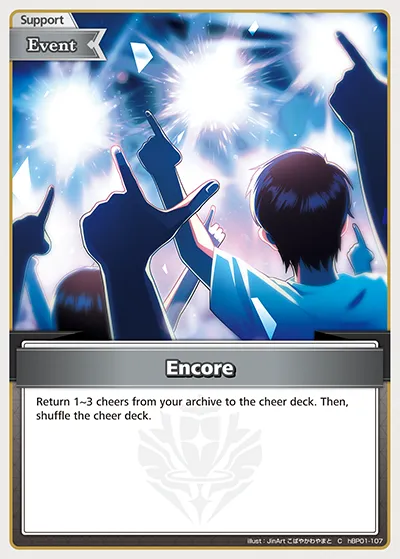 Support
Event
Encore
Return 1~3 cheers from your archive to the cheer deck. Then,
shuffle the cheer deck.
illust : JinArt こばやかわやまと C hBP01-107